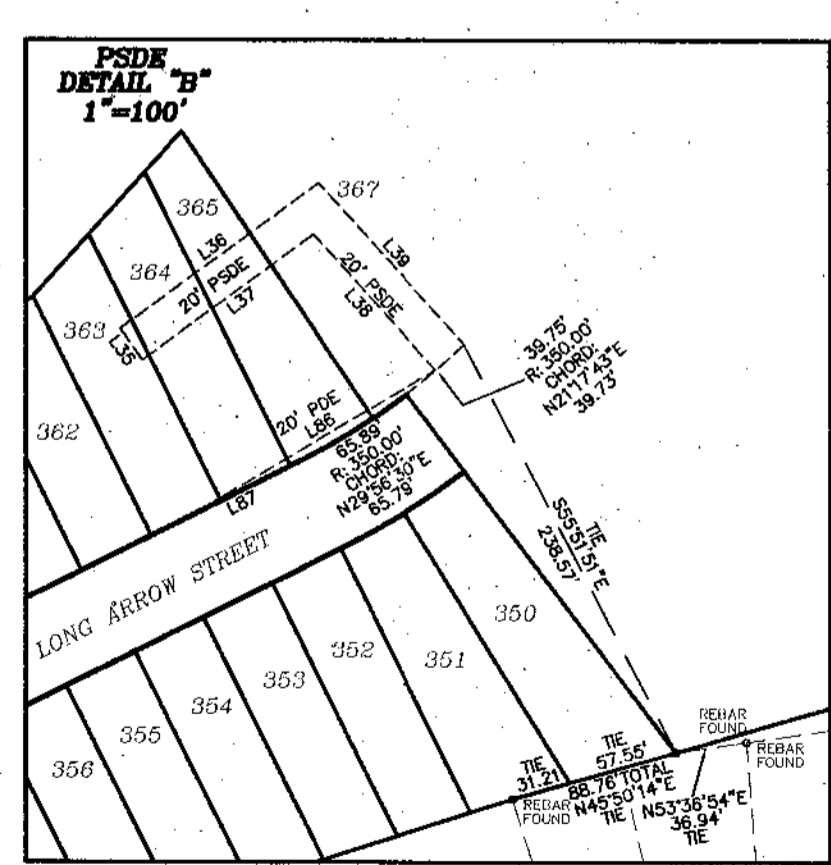 PSDE
DETAIL "B"
1"=100'
367
365
L36
L39
364
20' PSDE
L37
20' PSDE
L38
363
L35
39.75'
R: 350.00'
CHORD:
N21°17'43"E
39.73'
362
20' PDE
L86
65.89'
R: 350.00'
CHORD:
N29°56'30"E
65.79'
L87
TIE
S55°51'51"E
238.57'
LONG ARROW STREET
350
351
352
353
354
355
356
REBAR
FOUND
REBAR
FOUND
TIE
57.55'
TIE
31.21
88.76' TOTAL
N45°50'14"E
TIE
REBAR
FOUND
N53°36'54"E
36.94'
TIE